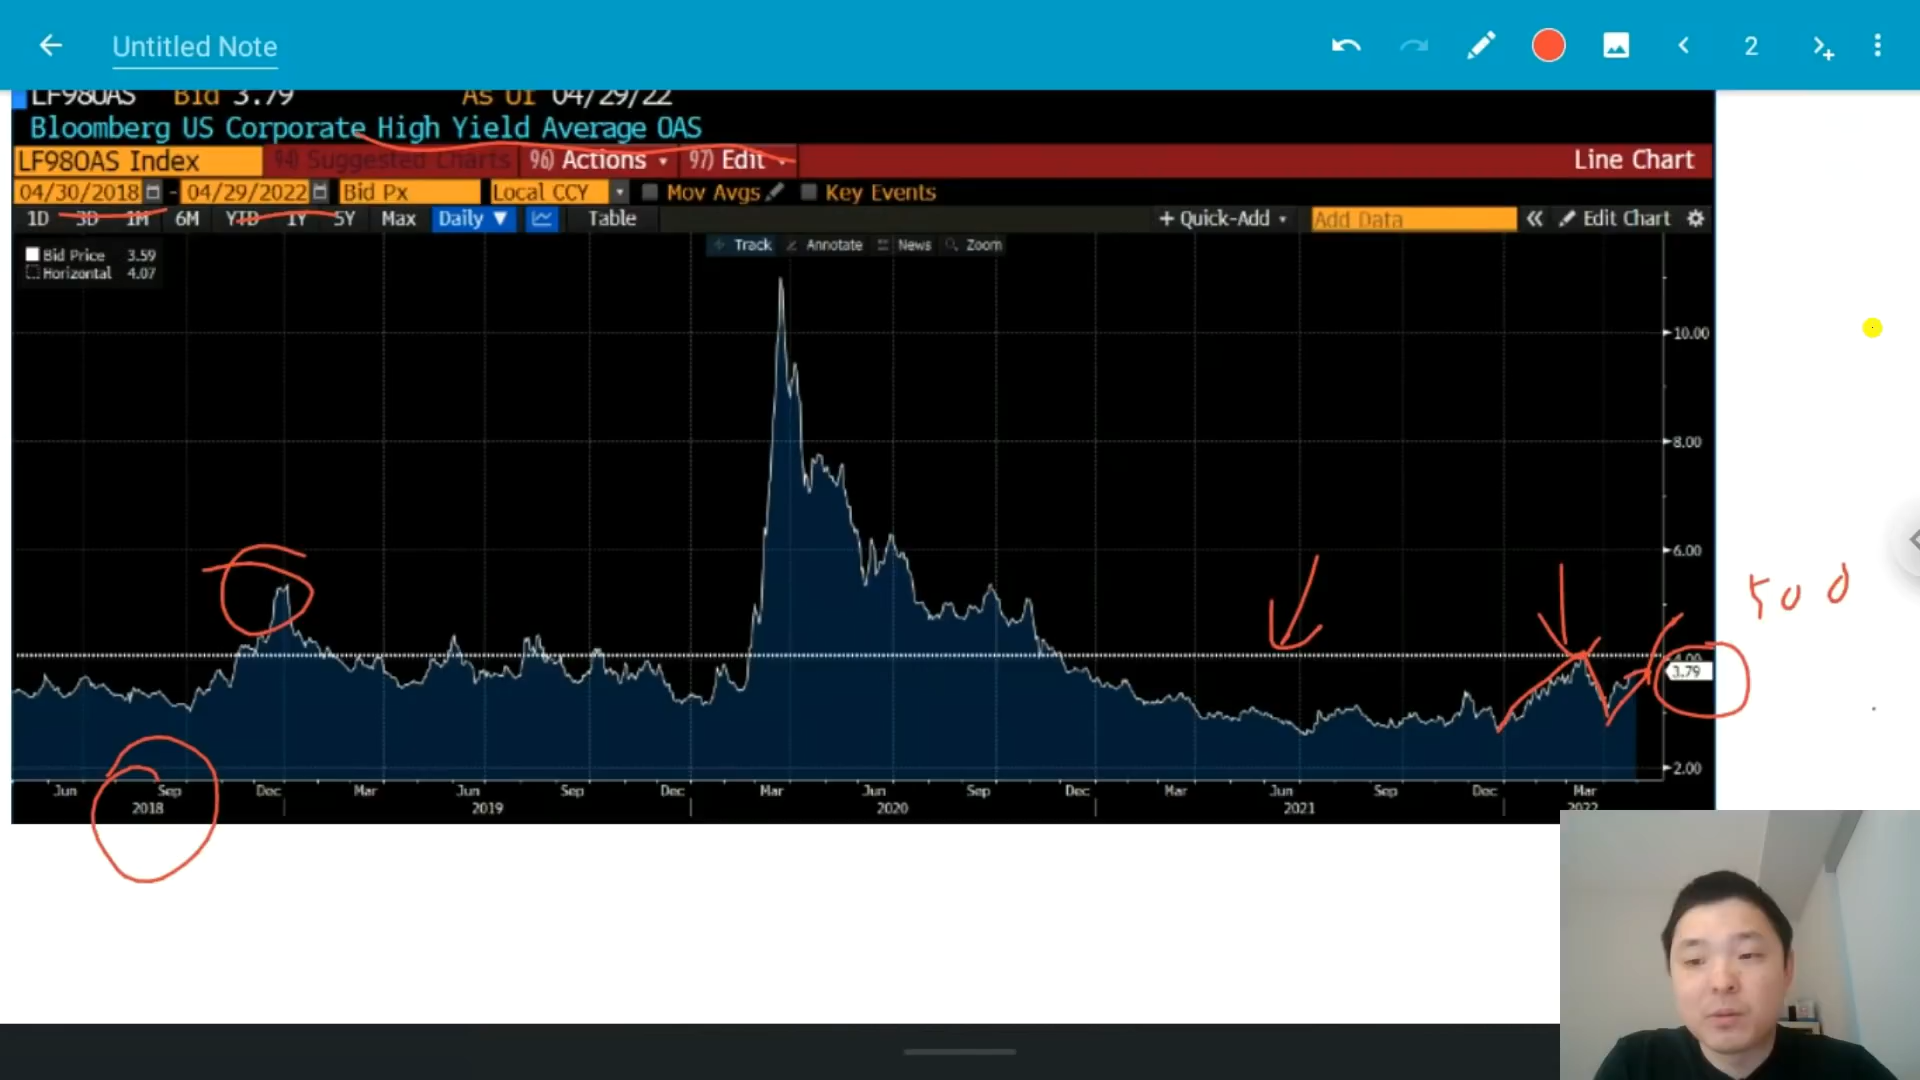 Untitled Note
2
LF98OAS Bid 3.79 As Of 04/29/22
Bloomberg US Corporate High Yield Average OAS
LF98OAS Index 94) Suggested Charts 96) Actions 97) Edit Line Chart
04/30/2018 - 04/29/2022 Bid Px Local CCY Mov Avgs Key Events
1D 3D 1M 6M YTD 1Y 5Y Max Daily ▼ Table + Quick-Add Add Data « Edit Chart
Track Annotate News Zoom
Bid Price 3.59
Horizontal 4.07
10.00
8.00
6.00
500
4.00
3.79
2.00
Jun Sep Dec Mar Jun Sep Dec Mar Jun Sep Dec Mar Jun Sep Dec Mar
2018 2019 2020 2021 2022